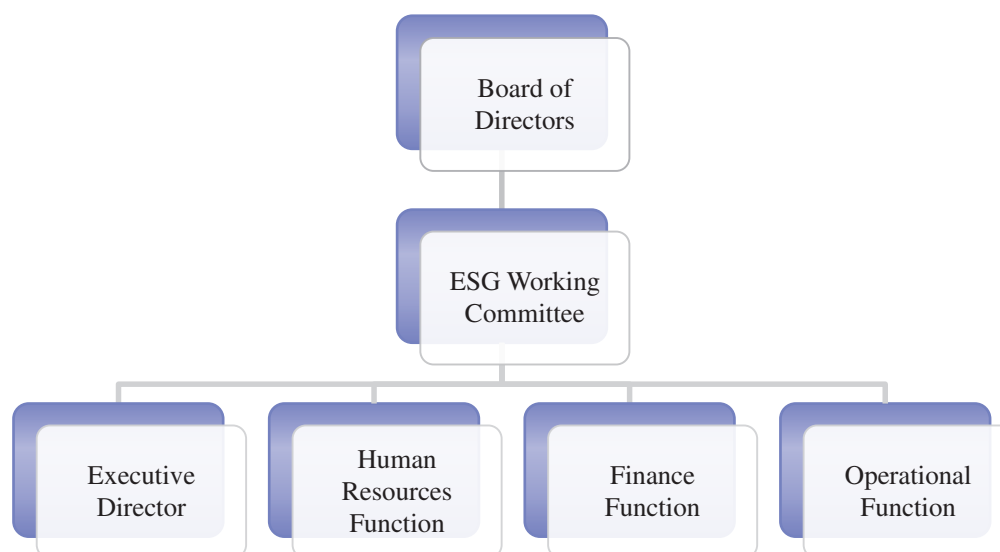 Board of
Directors
ESG Working
Committee
Executive
Director
Human
Resources
Function
Finance
Function
Operational
Function